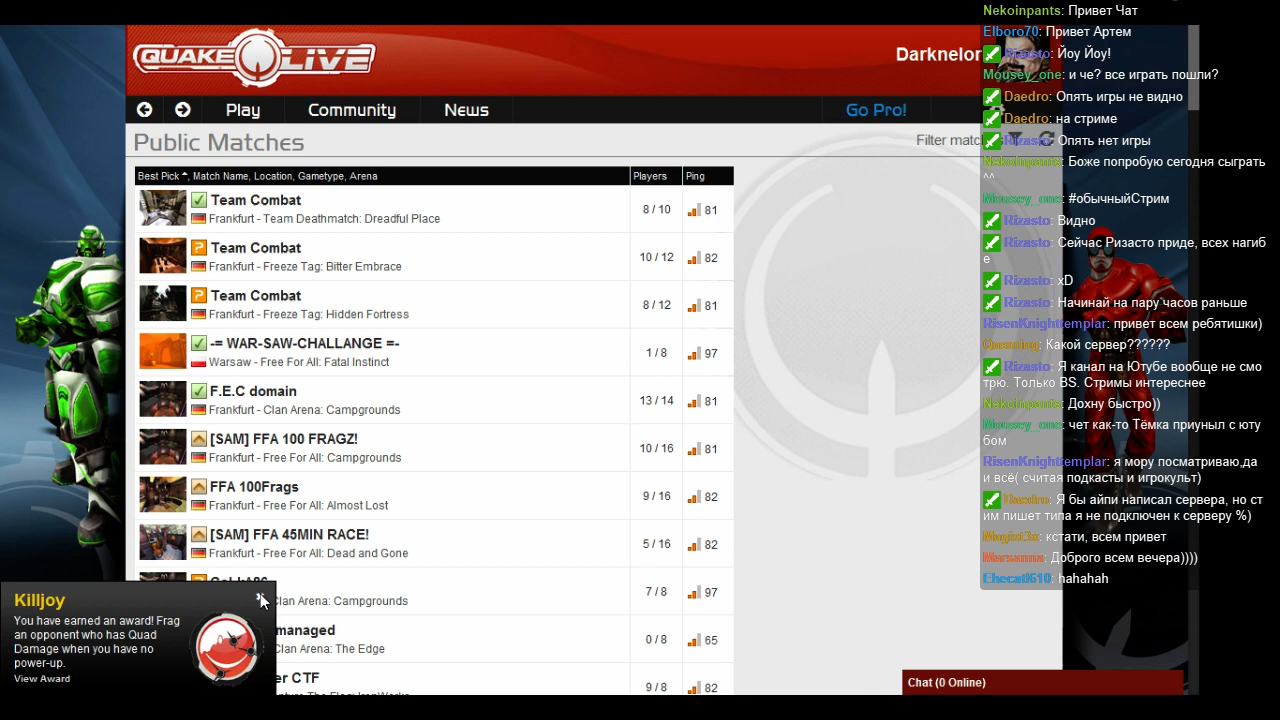 QUAKE LIVE
Darknelor
Play
Community
News
Go Pro!
Public Matches
Filter matc
Best Pick, Match Name, Location, Gametype, Arena
Players
Ping
Team Combat
Frankfurt - Team Deathmatch: Dreadful Place
8 / 10
81
Team Combat
Frankfurt - Freeze Tag: Bitter Embrace
10 / 12
82
Team Combat
Frankfurt - Freeze Tag: Hidden Fortress
8 / 12
81
-= WAR-SAW-CHALLANGE =-
Warsaw - Free For All: Fatal Instinct
1 / 8
97
F.E.C domain
Frankfurt - Clan Arena: Campgrounds
13 / 14
81
[SAM] FFA 100 FRAGZ!
Frankfurt - Free For All: Campgrounds
10 / 16
81
FFA 100Frags
Frankfurt - Free For All: Almost Lost
9 / 16
82
[SAM] FFA 45MIN RACE!
Frankfurt - Free For All: Dead and Gone
5 / 16
82
Clan Arena: Campgrounds
7 / 8
97
managed
Clan Arena: The Edge
0 / 8
65
er CTF
9 / 8
82
Killjoy
You have earned an award! Frag
an opponent who has Quad
Damage when you have no
power-up.
View Award
Chat (0 Online)
Nekoinpants: Привет Чат
Elboro70: Привет Артем
Rizasto: Йоу Йоу!
Mousey_one: и че? все играть пошли?
Daedro: Опять игры не видно
Daedro: на стриме
Rizasto: Опять нет игры
Nekoinpants: Боже попробую сегодня сыграть
^^
Mousey_one: #обычныйСтрим
Rizasto: Видно
Rizasto: Сейчас Ризасто приде, всех нагиб
е
Rizasto: xD
Rizasto: Начинай на пару часов раньше
RisenKnighttemplar: привет всем ребятишки)
Какой сервер??????
Rizasto: Я канал на Ютубе вообще не смо
трю. Только BS. Стримы интереснее
Nekoinpants: Дохну быстро))
Mousey_one: чет как-то Тёмка приуныл с юту
бом
RisenKnighttemplar: я мору посматриваю,да
и всё( считая подкасты и игрокульт)
Daedro: Я бы айпи написал сервера, но ст
им пишет типа я не подключен к серверу %)
кстати, всем привет
Marsanna: Доброго всем вечера))))
Ehecatl610: hahahah